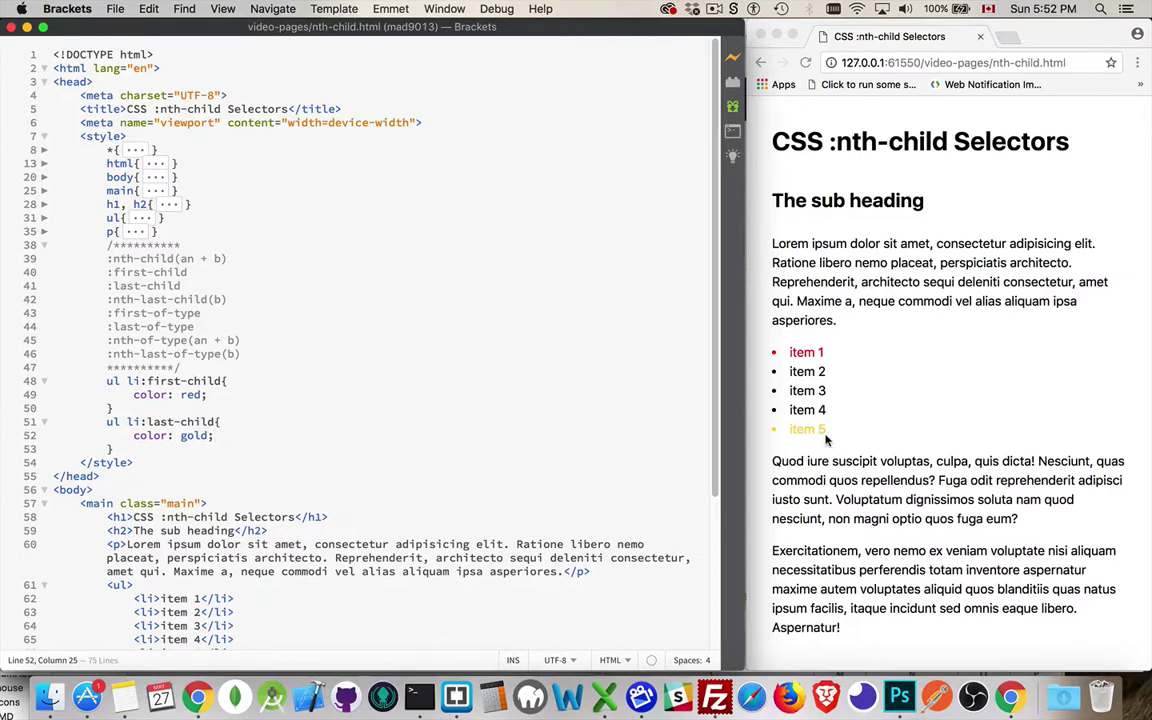 Brackets File Edit Find View Navigate Template Emmet Window Debug Help 100% Sun 5:52 PM
video-pages/nth-child.html (mad9013) — Brackets
1 <!DOCTYPE html>
2 <html lang="en">
3 <head>
4 <meta charset="UTF-8">
5 <title>CSS :nth-child Selectors</title>
6 <meta name="viewport" content="width=device-width">
7 <style>
8 *{ ... }
13 html{ ... }
20 body{ ... }
25 main{ ... }
28 h1, h2{ ... }
31 ul{ ... }
35 p{ ... }
38 /**********
39 :nth-child(an + b)
40 :first-child
41 :last-child
42 :nth-last-child(b)
43 :first-of-type
44 :last-of-type
45 :nth-of-type(an + b)
46 :nth-last-of-type(b)
47 **********/
48 ul li:first-child{
49 color: red;
50 }
51 ul li:last-child{
52 color: gold;
53 }
54 </style>
55 </head>
56 <body>
57 <main class="main">
58 <h1>CSS :nth-child Selectors</h1>
59 <h2>The sub heading</h2>
60 <p>Lorem ipsum dolor sit amet, consectetur adipisicing elit. Ratione libero nemo
placeat, perspiciatis architecto. Reprehenderit, architecto sequi deleniti consectetur,
amet qui. Maxime a, neque commodi vel alias aliquam ipsa asperiores.</p>
61 <ul>
62 <li>item 1</li>
63 <li>item 2</li>
64 <li>item 3</li>
65 <li>item 4</li>
Line 52, Column 25 — 75 Lines
INS UTF-8 HTML Spaces: 4
CSS :nth-child Selectors
127.0.0.1:61550/video-pages/nth-child.html
Apps Click to run some s... Web Notification Im... »
CSS :nth-child Selectors
The sub heading
Lorem ipsum dolor sit amet, consectetur adipisicing elit.
Ratione libero nemo placeat, perspiciatis architecto.
Reprehenderit, architecto sequi deleniti consectetur, amet
qui. Maxime a, neque commodi vel alias aliquam ipsa
asperiores.
• item 1
• item 2
• item 3
• item 4
• item 5
Quod iure suscipit voluptas, culpa, quis dicta! Nesciunt, quas
commodi quos repellendus? Fuga odit reprehenderit adipisci
iusto sunt. Voluptatum dignissimos soluta nam quod
nesciunt, non magni optio quos fuga eum?
Exercitationem, vero nemo ex veniam voluptate nisi aliquam
necessitatibus perferendis totam inventore aspernatur
maxime autem voluptates aliquid quos blanditiis quas natus
ipsum facilis, itaque incidunt sed omnis eaque libero.
Aspernatur!